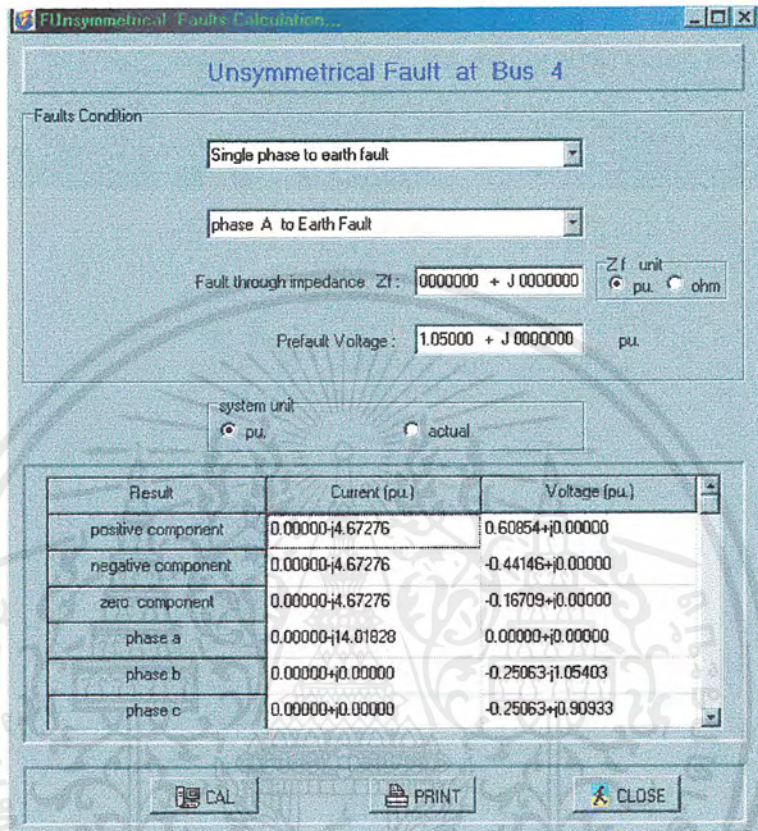 FUnsymmetrical Faults Calculation...
Unsymmetrical Fault at Bus 4
Faults Condition
Single phase to earth fault
phase A to Earth Fault
Fault through impedance Zf : 0000000 + J 0000000 Zf unit pu. ohm
Prefault Voltage : 1.05000 + J 0000000 pu.
system unit
pu. actual
Result Current (pu.) Voltage (pu.)
positive component 0.00000-j4.67276 0.60854+j0.00000
negative component 0.00000-j4.67276 -0.44146+j0.00000
zero component 0.00000-j4.67276 -0.16709+j0.00000
phase a 0.00000-j14.01828 0.00000+j0.00000
phase b 0.00000+j0.00000 -0.25063-j1.05403
phase c 0.00000+j0.00000 -0.25063+j0.90933
CAL PRINT CLOSE